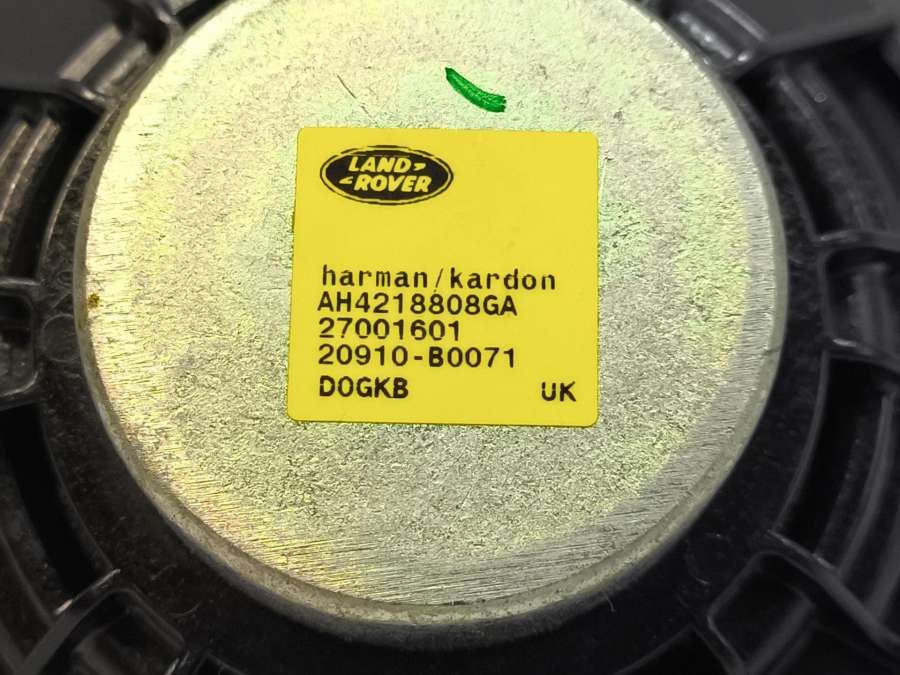 LAND
ROVER
harman/kardon
AH4218808GA
27001601
20910-B0071
D0GKB UK